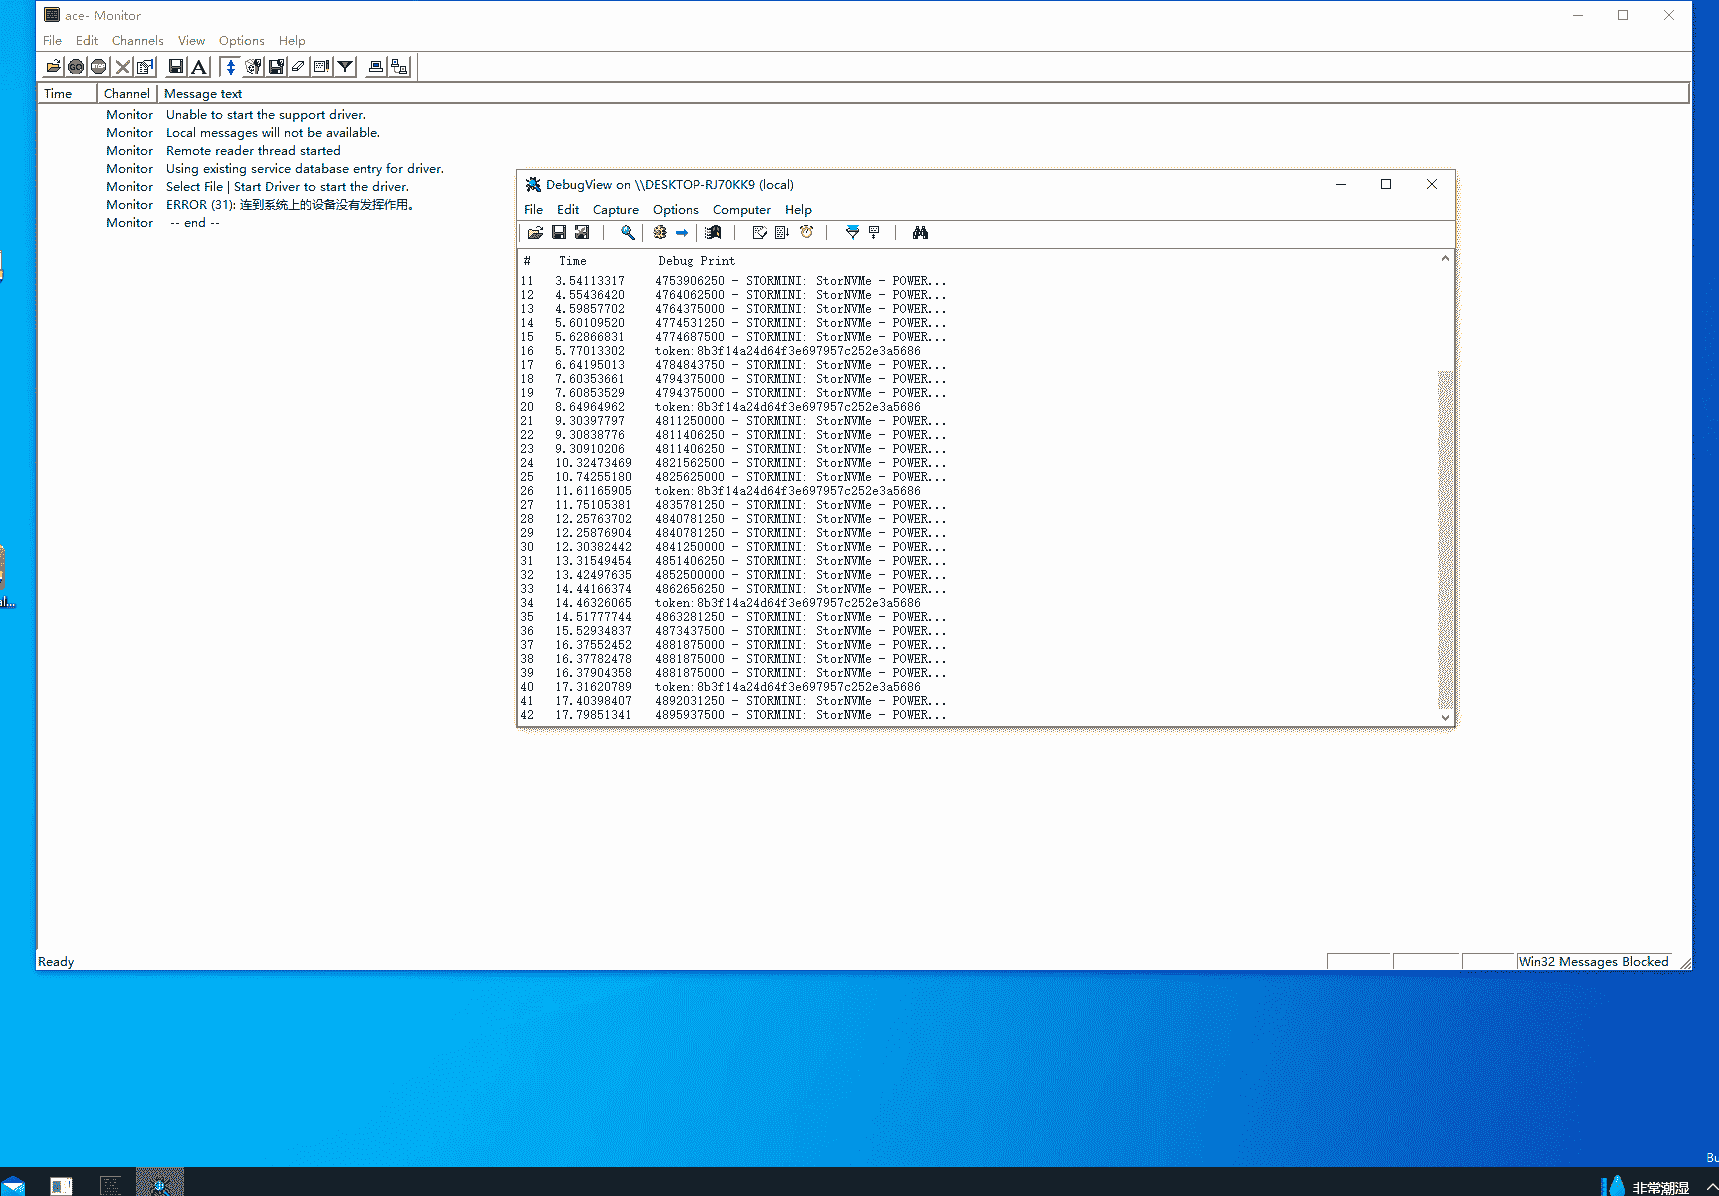 ace- Monitor
File Edit Channels View Options Help
Time Channel Message text
Monitor Unable to start the support driver.
Monitor Local messages will not be available.
Monitor Remote reader thread started
Monitor Using existing service database entry for driver.
Monitor Select File | Start Driver to start the driver.
Monitor ERROR (31): 连到系统上的设备没有发挥作用。
Monitor -- end --
DebugView on \\DESKTOP-RJ70KK9 (local)
File Edit Capture Options Computer Help
# Time Debug Print
11 3.54113317 4753906250 - STORMINI: StorNVMe - POWER...
12 4.55436420 4764062500 - STORMINI: StorNVMe - POWER...
13 4.59857702 4764375000 - STORMINI: StorNVMe - POWER...
14 5.60109520 4774531250 - STORMINI: StorNVMe - POWER...
15 5.62866831 4774687500 - STORMINI: StorNVMe - POWER...
16 5.77013302 token:8b3f14a24d64f3e697957c252e3a5686
17 6.64195013 4784843750 - STORMINI: StorNVMe - POWER...
18 7.60353661 4794375000 - STORMINI: StorNVMe - POWER...
19 7.60853529 4794375000 - STORMINI: StorNVMe - POWER...
20 8.64964962 token:8b3f14a24d64f3e697957c252e3a5686
21 9.30397797 4811250000 - STORMINI: StorNVMe - POWER...
22 9.30838776 4811406250 - STORMINI: StorNVMe - POWER...
23 9.30910206 4811406250 - STORMINI: StorNVMe - POWER...
24 10.32473469 4821562500 - STORMINI: StorNVMe - POWER...
25 10.74255180 4825625000 - STORMINI: StorNVMe - POWER...
26 11.61165905 token:8b3f14a24d64f3e697957c252e3a5686
27 11.75105381 4835781250 - STORMINI: StorNVMe - POWER...
28 12.25763702 4840781250 - STORMINI: StorNVMe - POWER...
29 12.25876904 4840781250 - STORMINI: StorNVMe - POWER...
30 12.30382442 4841250000 - STORMINI: StorNVMe - POWER...
31 13.31549454 4851406250 - STORMINI: StorNVMe - POWER...
32 13.42497635 4852500000 - STORMINI: StorNVMe - POWER...
33 14.44166374 4862656250 - STORMINI: StorNVMe - POWER...
34 14.46326065 token:8b3f14a24d64f3e697957c252e3a5686
35 14.51777744 4863281250 - STORMINI: StorNVMe - POWER...
36 15.52934837 4873437500 - STORMINI: StorNVMe - POWER...
37 16.37552452 4881875000 - STORMINI: StorNVMe - POWER...
38 16.37782478 4881875000 - STORMINI: StorNVMe - POWER...
39 16.37904358 4881875000 - STORMINI: StorNVMe - POWER...
40 17.31620789 token:8b3f14a24d64f3e697957c252e3a5686
41 17.40398407 4892031250 - STORMINI: StorNVMe - POWER...
42 17.79851341 4895937500 - STORMINI: StorNVMe - POWER...
al...
Ready Win32 Messages Blocked
Bu
非常潮湿